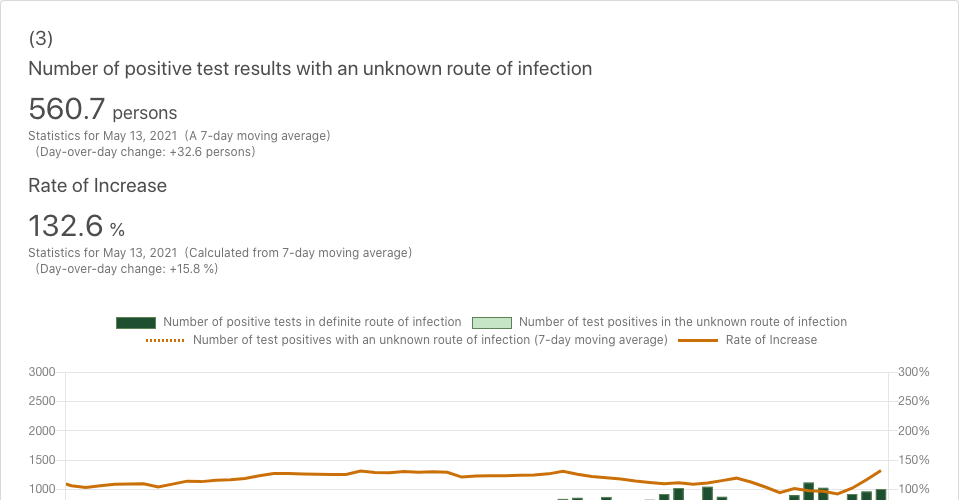 (3)
Number of positive test results with an unknown route of infection
560.7 persons
Statistics for May 13, 2021 (A 7-day moving average)
(Day-over-day change: +32.6 persons)
Rate of Increase
132.6 %
Statistics for May 13, 2021 (Calculated from 7-day moving average)
(Day-over-day change: +15.8 %)
Number of positive tests in definite route of infection Number of test positives in the unknown route of infection
Number of test positives with an unknown route of infection (7-day moving average) Rate of Increase
3000 300%
2500 250%
2000 200%
1500 150%
1000 100%